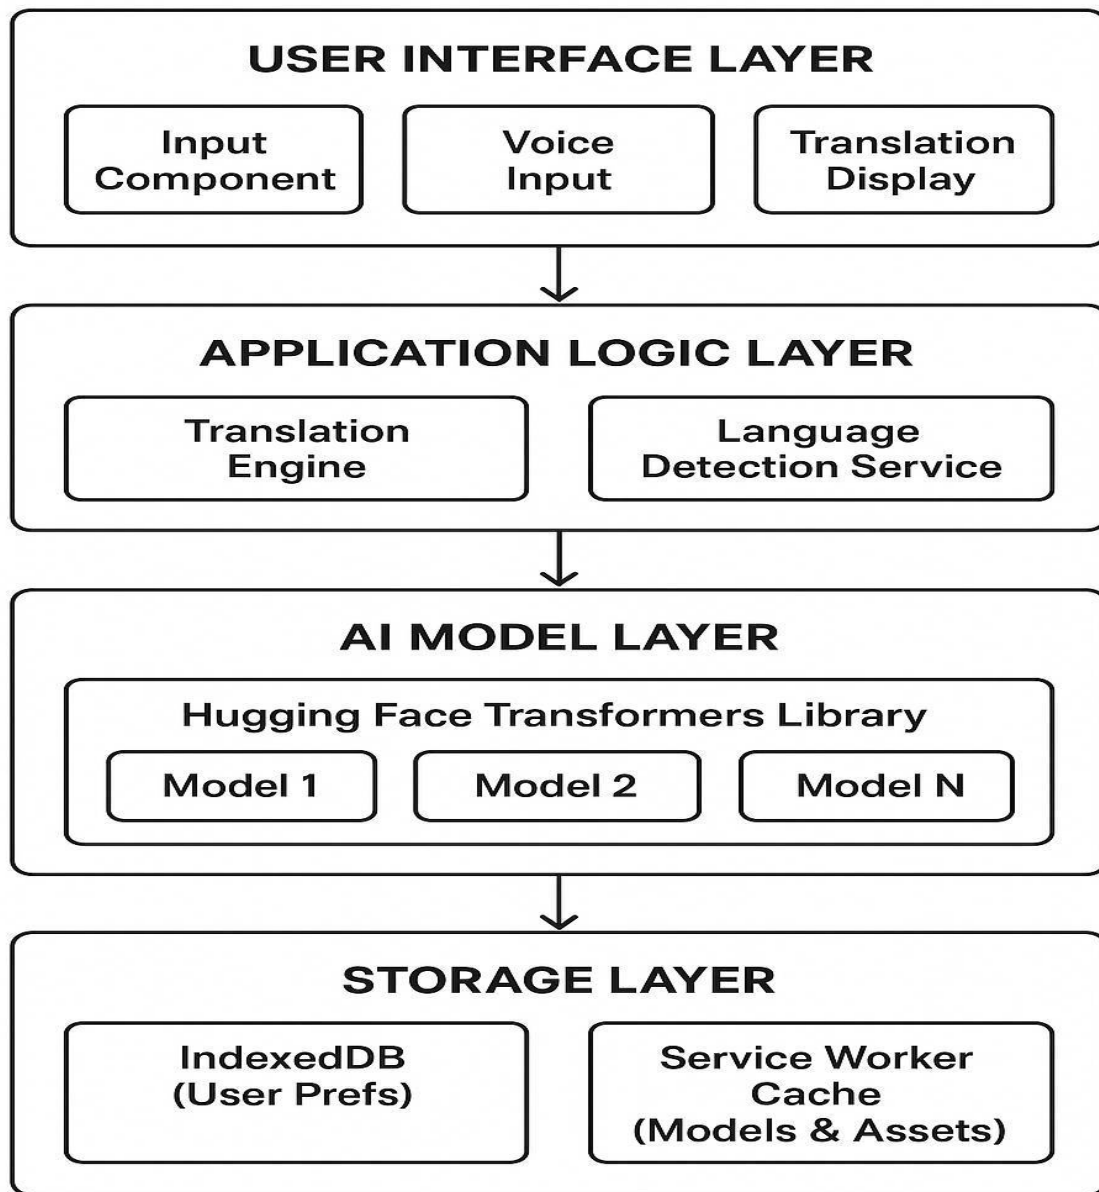 USER INTERFACE LAYER
Input
Component
Voice
Input
Translation
Display
APPLICATION LOGIC LAYER
Translation
Engine
Language
Detection Service
AI MODEL LAYER
Hugging Face Transformers Library
Model 1
Model 2
Model N
STORAGE LAYER
IndexedDB
(User Prefs)
Service Worker
Cache
(Models & Assets)